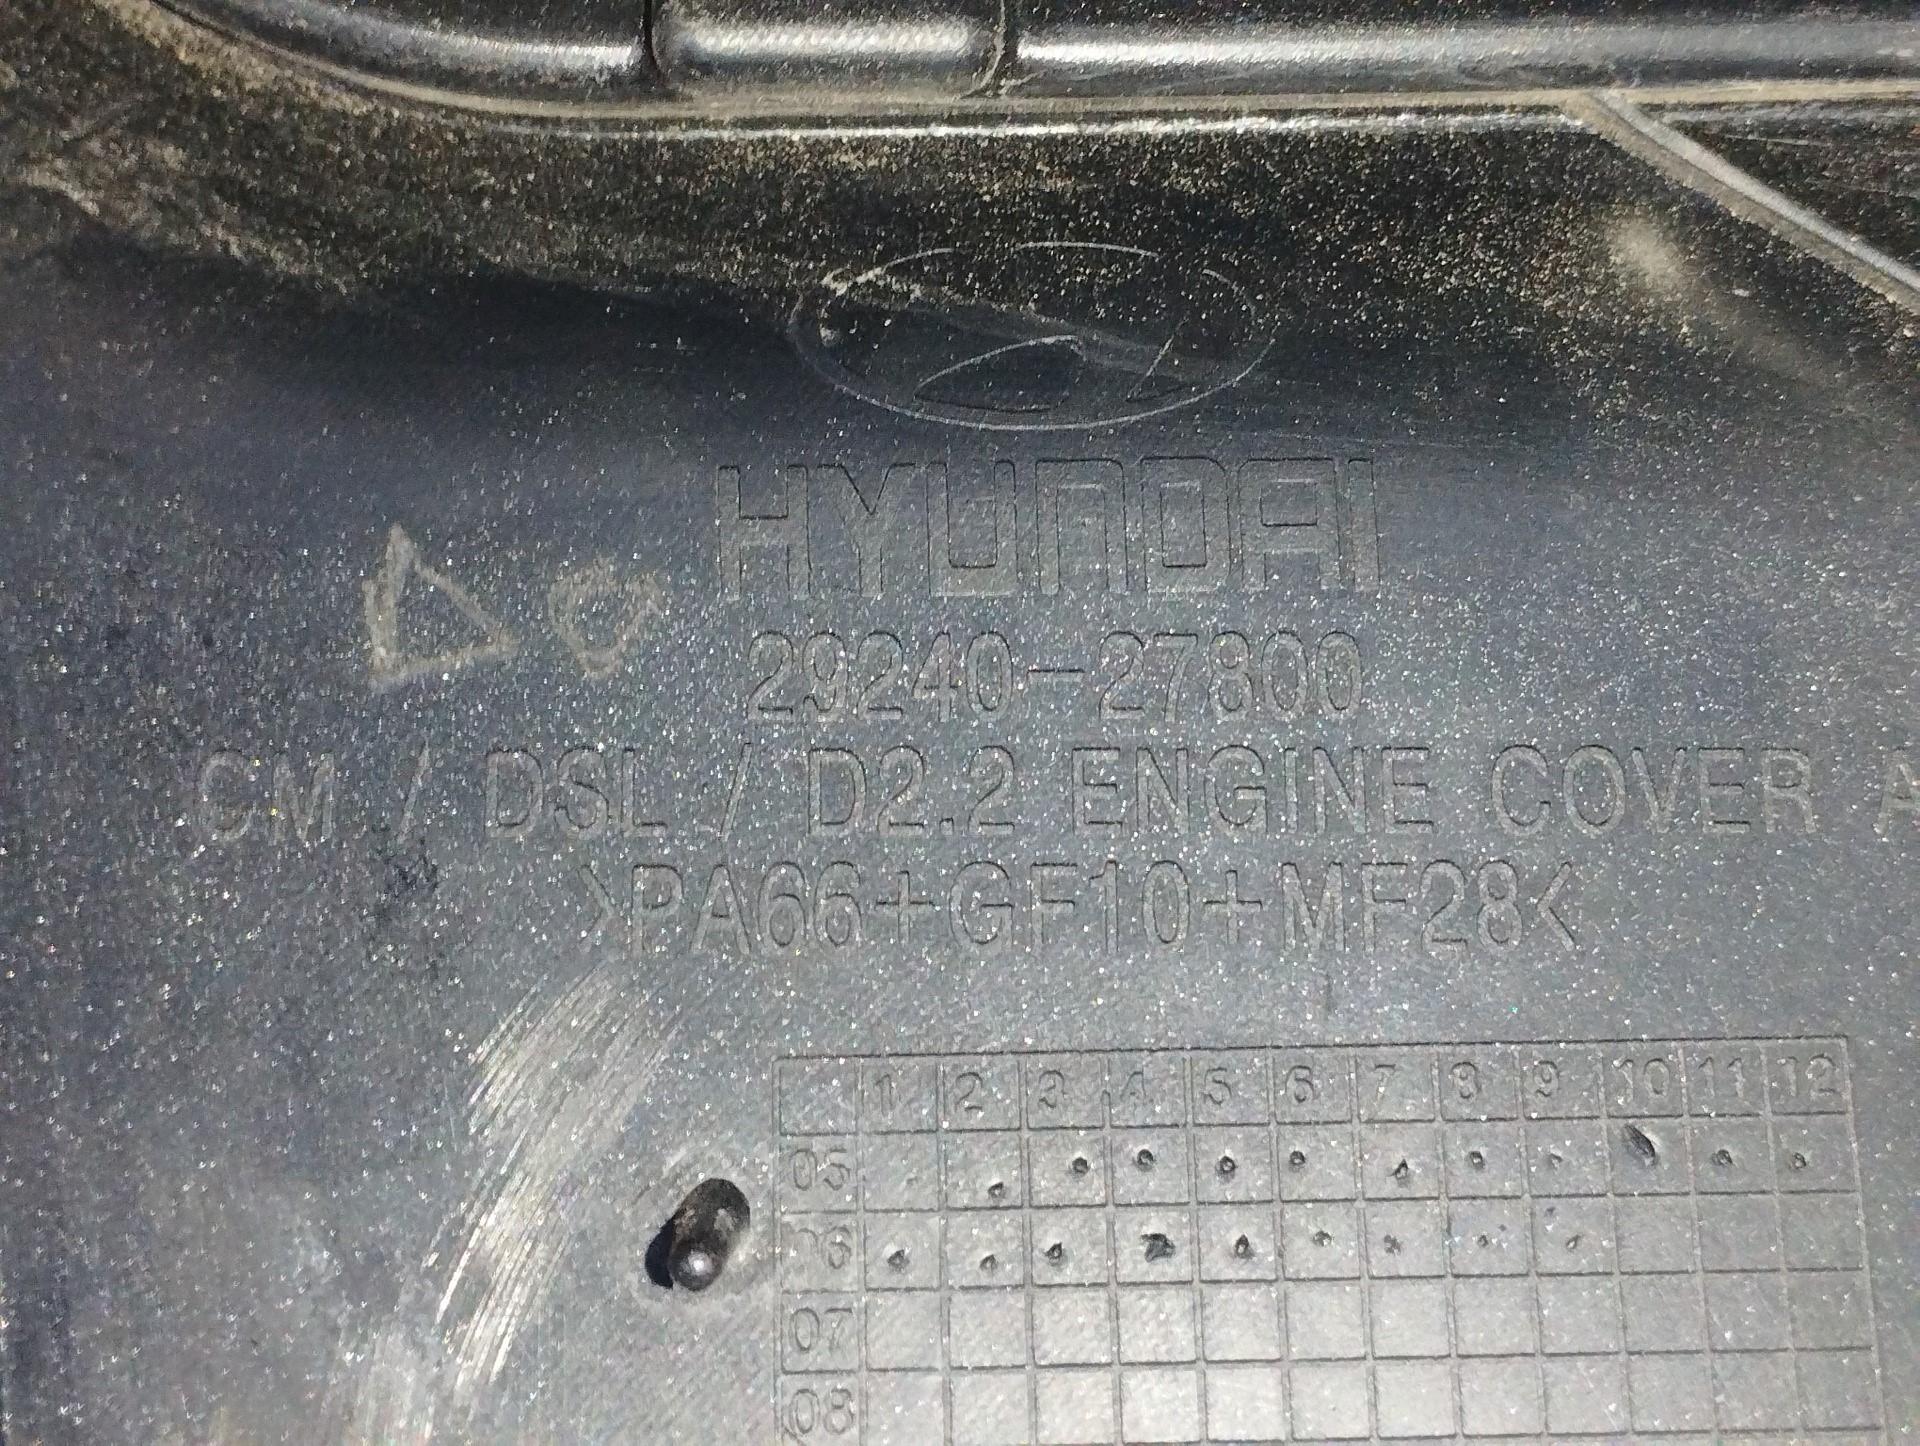 HYUNDAI
29240-27800
CM / DSL / D2.2 ENGINE COVER A
>PA66+GF10+MF28<
1 2 3 4 5 6 7 8 9 10 11 12
05
06
07
08